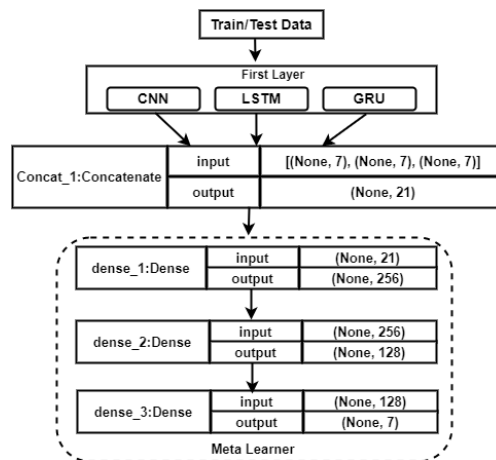 Train/Test Data
First Layer
CNN LSTM GRU
Concat_1:Concatenate input [(None, 7), (None, 7), (None, 7)]
output (None, 21)
dense_1:Dense input (None, 21)
output (None, 256)
dense_2:Dense input (None, 256)
output (None, 128)
dense_3:Dense input (None, 128)
output (None, 7)
Meta Learner